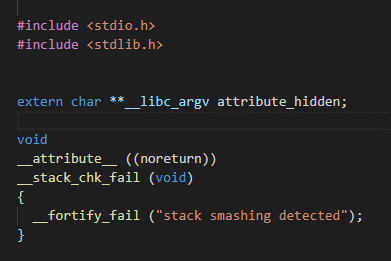 #include <stdio.h>
#include <stdlib.h>
extern char **__libc_argv attribute_hidden;
void
__attribute__ ((noreturn))
__stack_chk_fail (void)
{
  __fortify_fail ("stack smashing detected");
}